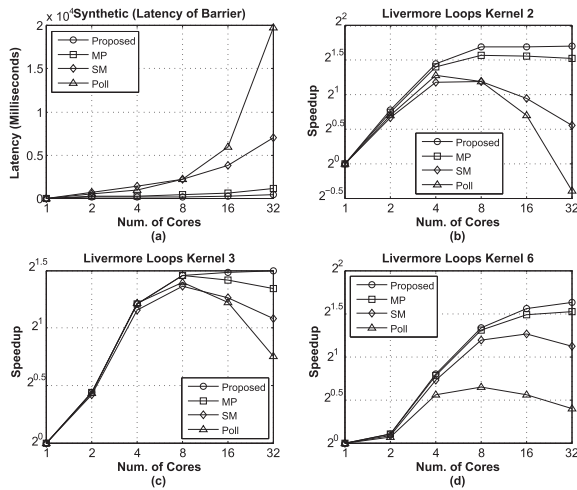 x 10⁴ Synthetic (Latency of Barrier)
2
1.5
1
0.5
0
Latency (Milliseconds)
Proposed
MP
SM
Poll
1 2 4 8 16 32
Num. of Cores
(a)
Livermore Loops Kernel 2
2^2
2^1.5
2^1
2^0.5
2^0
2^-0.5
Speedup
Proposed
MP
SM
Poll
1 2 4 8 16 32
Num. of Cores
(b)
Livermore Loops Kernel 3
2^1.5
2^1
2^0.5
2^0
Speedup
Proposed
MP
SM
Poll
1 2 4 8 16 32
Num. of Cores
(c)
Livermore Loops Kernel 6
2^2
2^1.5
2^1
2^0.5
2^0
Speedup
Proposed
MP
SM
Poll
1 2 4 8 16 32
Num. of Cores
(d)